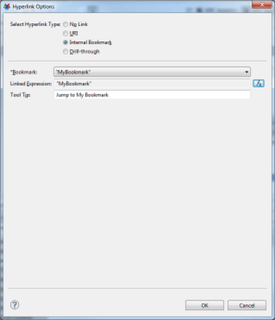 Hyperlink Options
Select Hyperlink Type:
No Link
URI
Internal Bookmark
Drill-through
*Bookmark: "MyBookmark"
Linked Expression: "MyBookmark"
Tool Tip: Jump to My Bookmark
OK Cancel